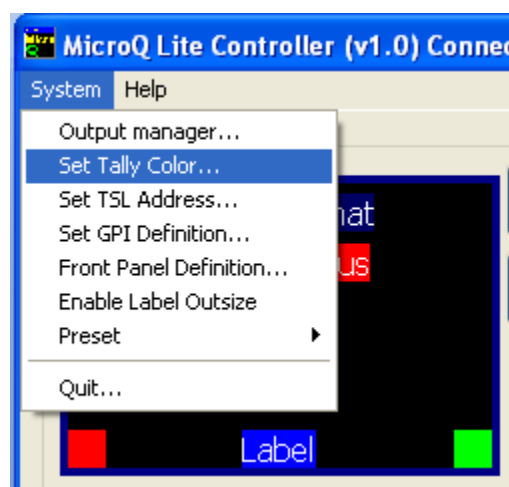 MicroQ Lite Controller (v1.0)
System Help
Output manager...
Set Tally Color...
Set TSL Address...
Set GPI Definition...
Front Panel Definition...
Enable Label Outsize
Preset
Quit...
Label